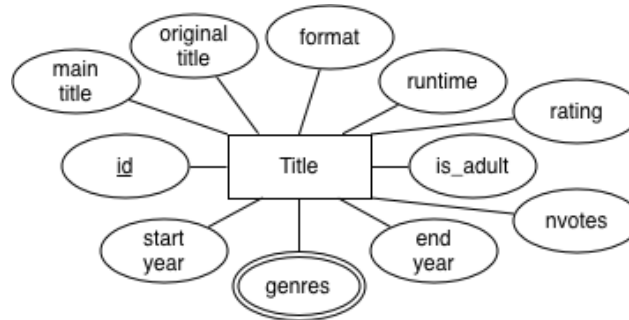 original
title
format
main
title
runtime
rating
id
Title
is_adult
start
year
end
year
nvotes
genres